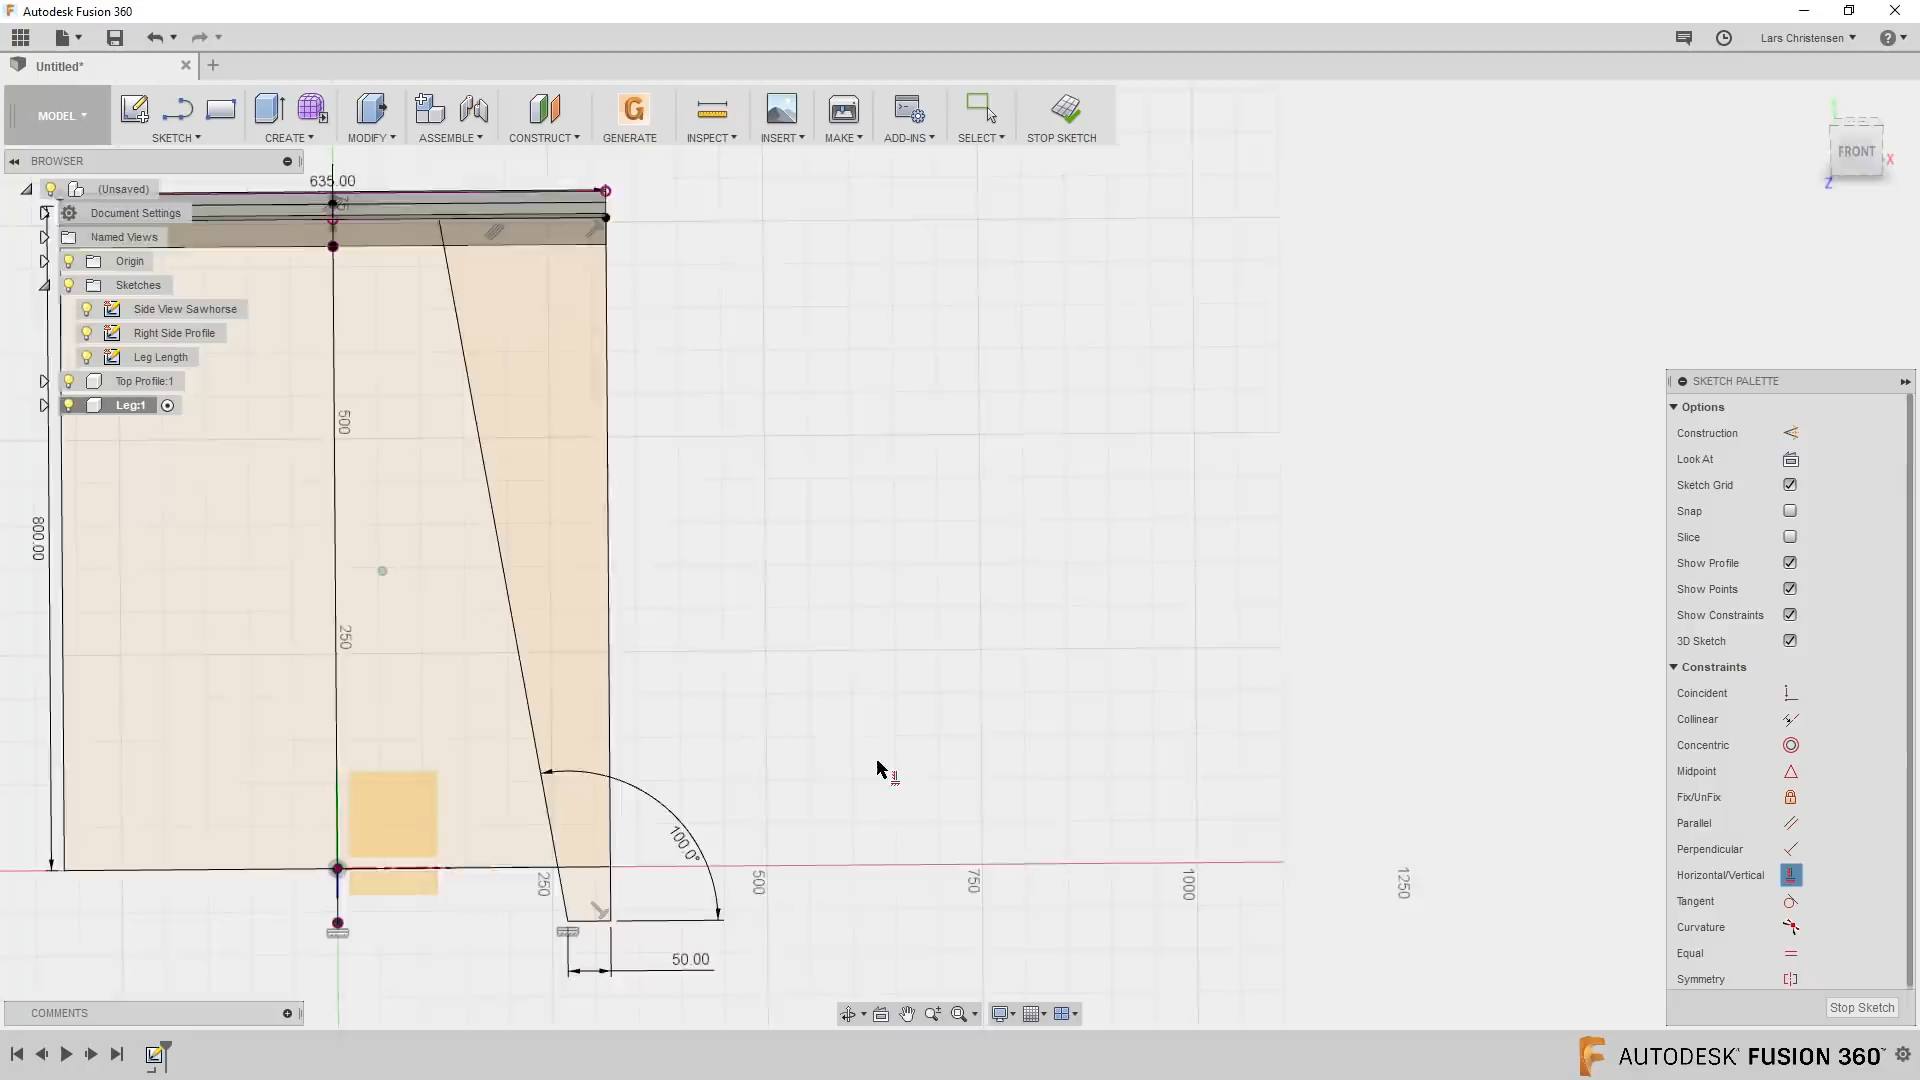 Autodesk Fusion 360
Lars Christensen
Untitled*
MODEL
SKETCH
CREATE
MODIFY
ASSEMBLE
CONSTRUCT
GENERATE
INSPECT
INSERT
MAKE
ADD-INS
SELECT
STOP SKETCH
FRONT
X
Z
BROWSER
(Unsaved)
Document Settings
Named Views
Origin
Sketches
Side View Sawhorse
Right Side Profile
Leg Length
Top Profile:1
Leg:1
635.00
500
250
800.00
100.0°
50.00
250
500
750
1000
1250
SKETCH PALETTE
Options
Construction
Look At
Sketch Grid
Snap
Slice
Show Profile
Show Points
Show Constraints
3D Sketch
Constraints
Coincident
Collinear
Concentric
Midpoint
Fix/UnFix
Parallel
Perpendicular
Horizontal/Vertical
Tangent
Curvature
Equal
Symmetry
Stop Sketch
COMMENTS
AUTODESK® FUSION 360™